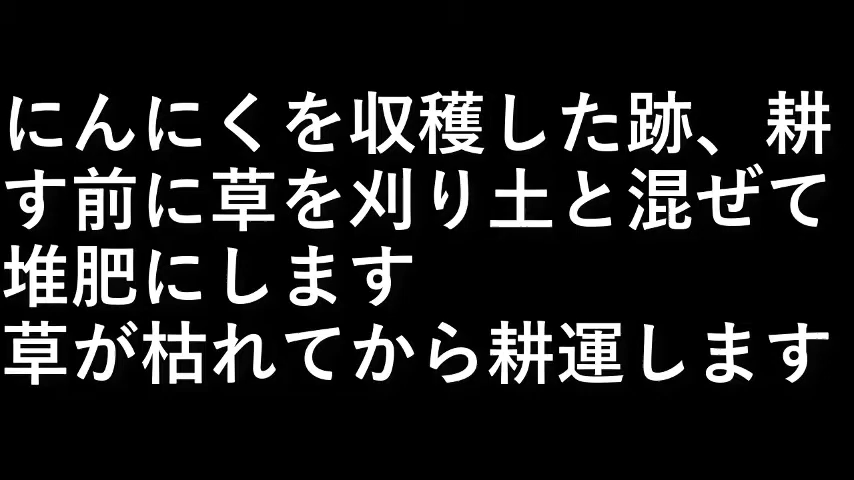 にんにくを収穫した跡、耕
す前に草を刈り土と混ぜて
堆肥にします
草が枯れてから耕運します